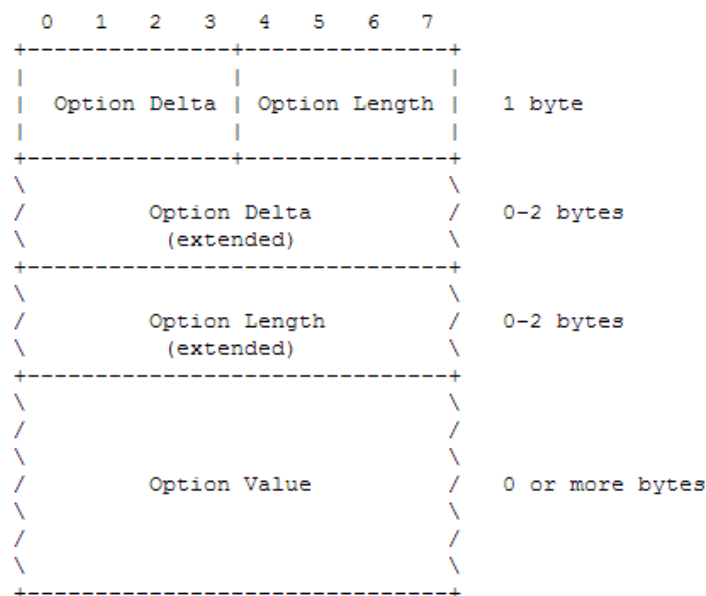 0 1 2 3 4 5 6 7
Option Delta | Option Length | 1 byte
Option Delta 0-2 bytes
(extended)
Option Length 0-2 bytes
(extended)
Option Value 0 or more bytes